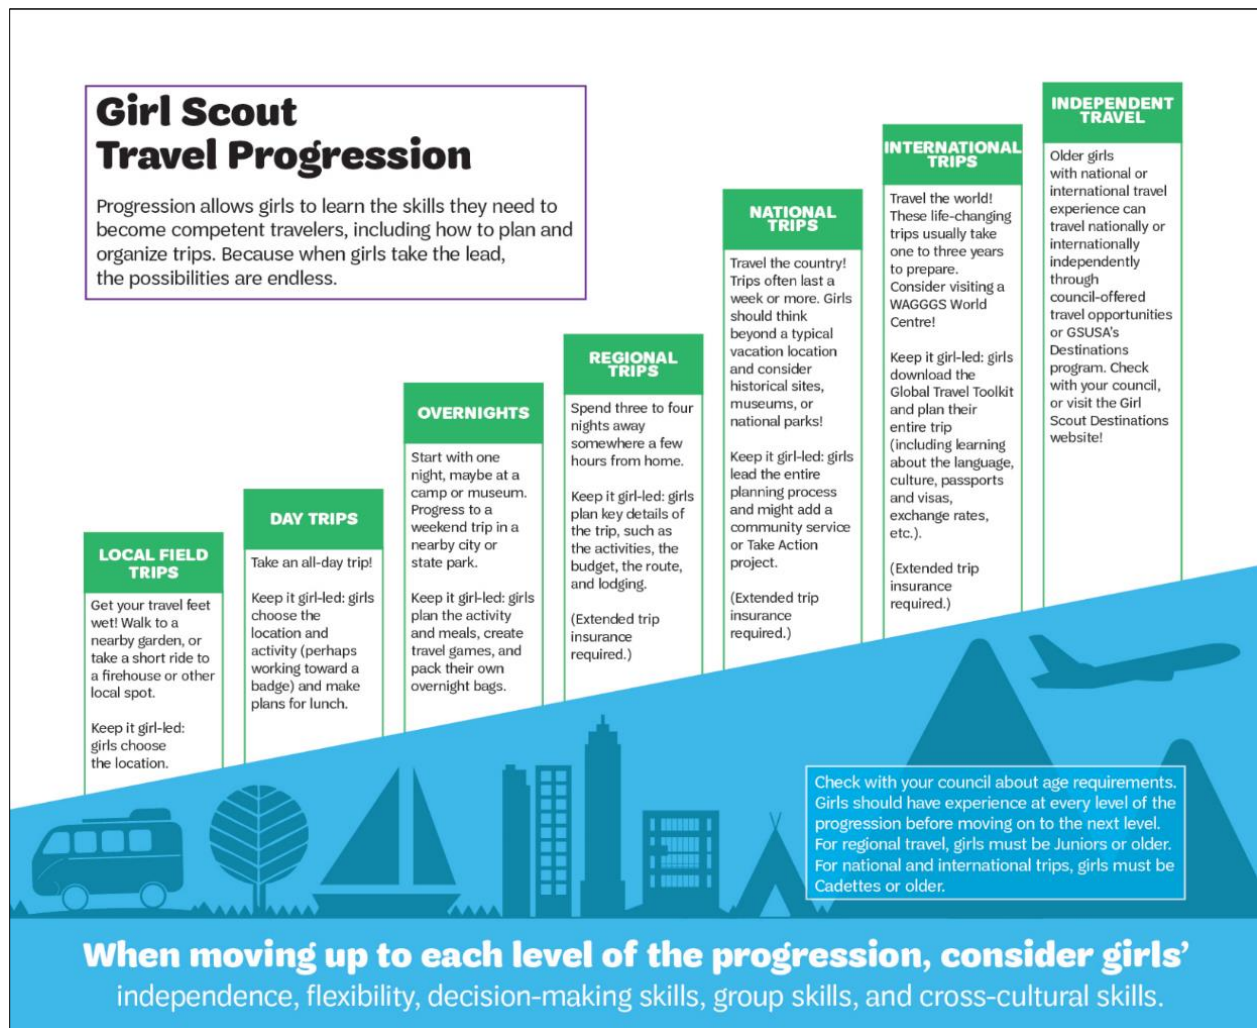 Girl Scout
Travel Progression
Progression allows girls to learn the skills they need to
become competent travelers, including how to plan and
organize trips. Because when girls take the lead,
the possibilities are endless.
LOCAL FIELD
TRIPS
Get your travel feet
wet! Walk to a
nearby garden, or
take a short ride to
a firehouse or other
local spot.
Keep it girl-led:
girls choose
the location.
DAY TRIPS
Take an all-day trip!
Keep it girl-led: girls
choose the
location and
activity (perhaps
working toward a
badge) and make
plans for lunch.
OVERNIGHTS
Start with one
night, maybe at a
camp or museum.
Progress to a
weekend trip in a
nearby city or
state park.
Keep it girl-led: girls
plan the activity
and meals, create
travel games, and
pack their own
overnight bags.
REGIONAL
TRIPS
Spend three to four
nights away
somewhere a few
hours from home.
Keep it girl-led: girls
plan key details of
the trip, such as
the activities, the
budget, the route,
and lodging.
(Extended trip
insurance
required.)
NATIONAL
TRIPS
Travel the country!
Trips often last a
week or more. Girls
should think
beyond a typical
vacation location
and consider
historical sites,
museums, or
national parks!
Keep it girl-led: girls
lead the entire
planning process
and might add a
community service
or Take Action
project.
(Extended trip
insurance
required.)
INTERNATIONAL
TRIPS
Travel the world!
These life-changing
trips usually take
one to three years
to prepare.
Consider visiting a
WAGGGS World
Centre!
Keep it girl-led: girls
download the
Global Travel Toolkit
and plan their
entire trip
(including learning
about the language,
culture, passports
and visas,
exchange rates,
etc.).
(Extended trip
insurance
required.)
INDEPENDENT
TRAVEL
Older girls
with national or
international travel
experience can
travel nationally or
internationally
independently
through
council-offered
travel opportunities
or GSUSA's
Destinations
program. Check
with your council,
or visit the Girl
Scout Destinations
website!
Check with your council about age requirements.
Girls should have experience at every level of the
progression before moving on to the next level.
For regional travel, girls must be Juniors or older.
For national and international trips, girls must be
Cadettes or older.
When moving up to each level of the progression, consider girls'
independence, flexibility, decision-making skills, group skills, and cross-cultural skills.